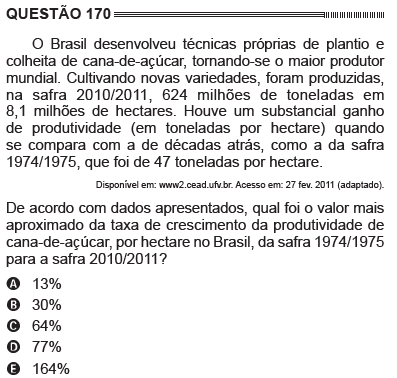 QUESTÃO 170
O Brasil desenvolveu técnicas próprias de plantio e
colheita de cana-de-açúcar, tornando-se o maior produtor
mundial. Cultivando novas variedades, foram produzidas,
na safra 2010/2011, 624 milhões de toneladas em
8,1 milhões de hectares. Houve um substancial ganho
de produtividade (em toneladas por hectare) quando
se compara com a de décadas atrás, como a da safra
1974/1975, que foi de 47 toneladas por hectare.
Disponível em: www2.cead.ufv.br. Acesso em: 27 fev. 2011 (adaptado).
De acordo com dados apresentados, qual foi o valor mais
aproximado da taxa de crescimento da produtividade de
cana-de-açúcar, por hectare no Brasil, da safra 1974/1975
para a safra 2010/2011?
A 13%
B 30%
C 64%
D 77%
E 164%